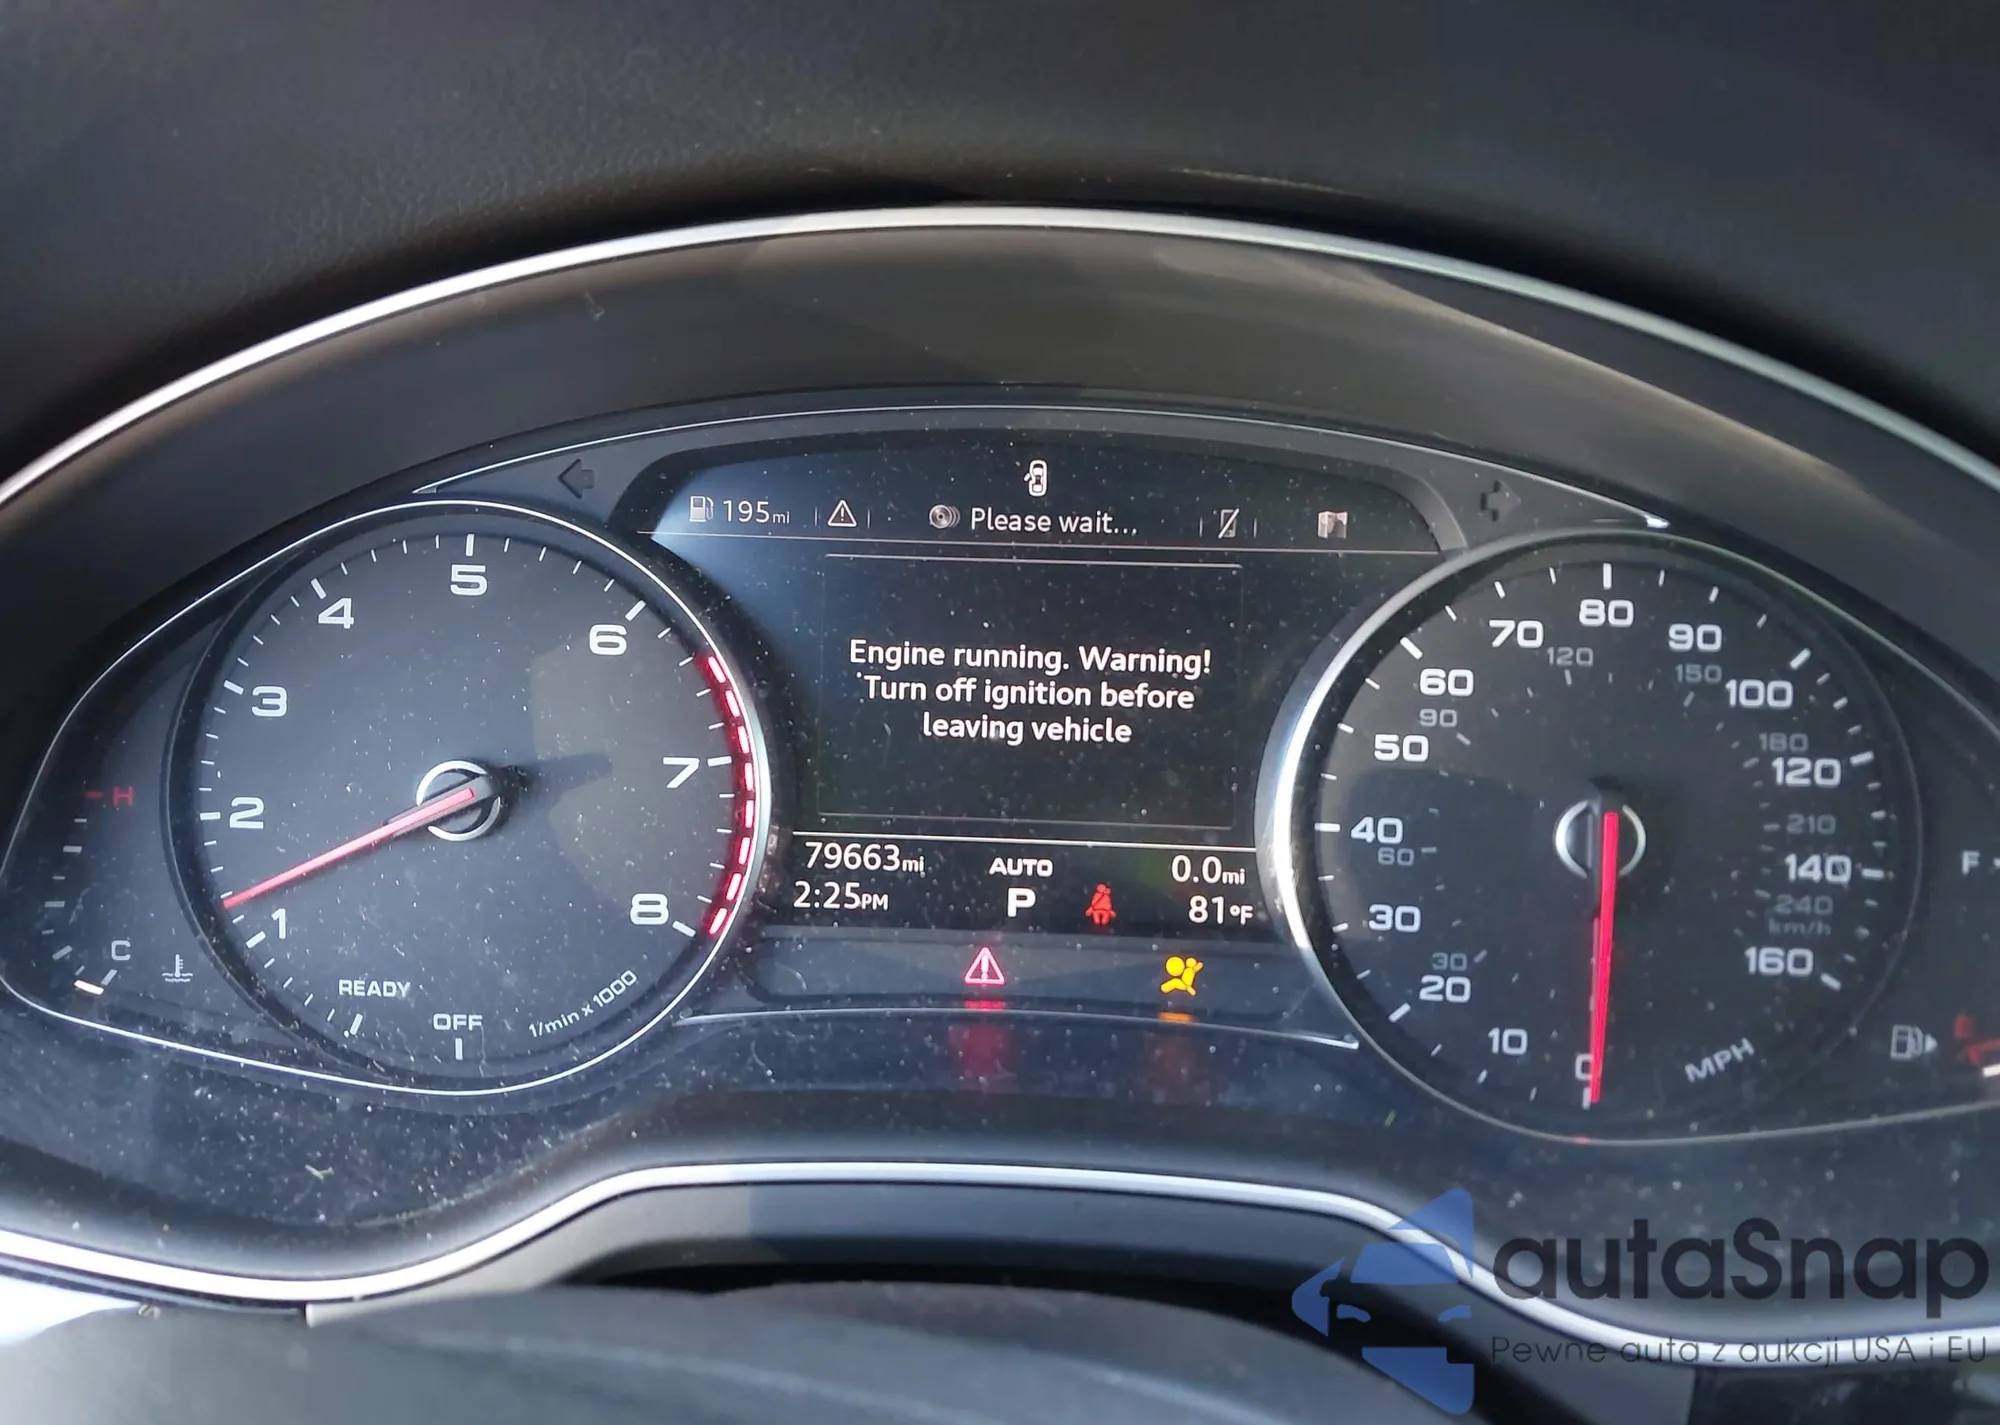 195mi
Please wait...
Engine running. Warning!
Turn off ignition before
leaving vehicle
79663mi
AUTO
0.0mi
2:25PM
P
81°F
H
C
OFF
READY
1
2
3
4
5
6
7
8
1/min x 1000
0
10
20
30
40
50
60
70
80
90
100
120
140
160
MPH
30
60
90
120
150
180
210
240
km/h
F
autaSnap
Pewne auta z aukcji USA i EU